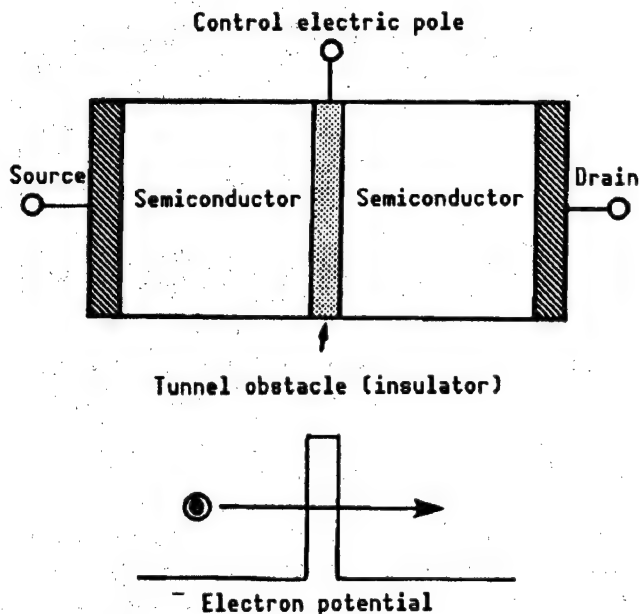 Control electric pole
Source
Semiconductor
Semiconductor
Drain
Tunnel obstacle (insulator)
Electron potential